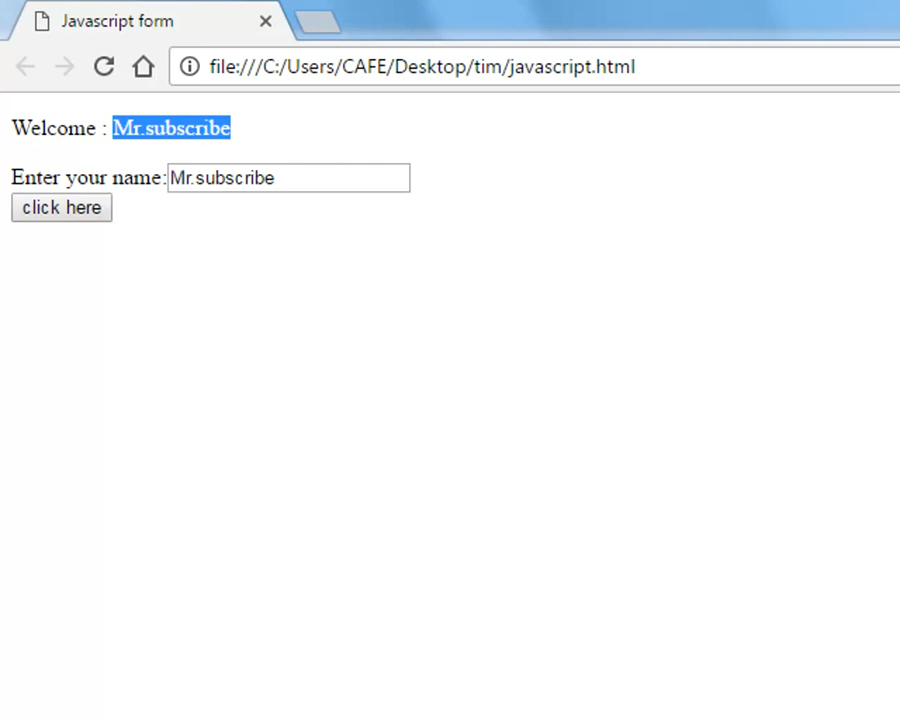 Javascript form
file:///C:/Users/CAFE/Desktop/tim/javascript.html
Welcome : Mr.subscribe
Enter your name:Mr.subscribe
click here